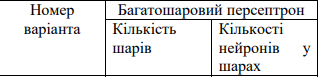 Номер варіанта
Багатошаровий персептрон
Кількість шарів
Кількості нейронів у шарах